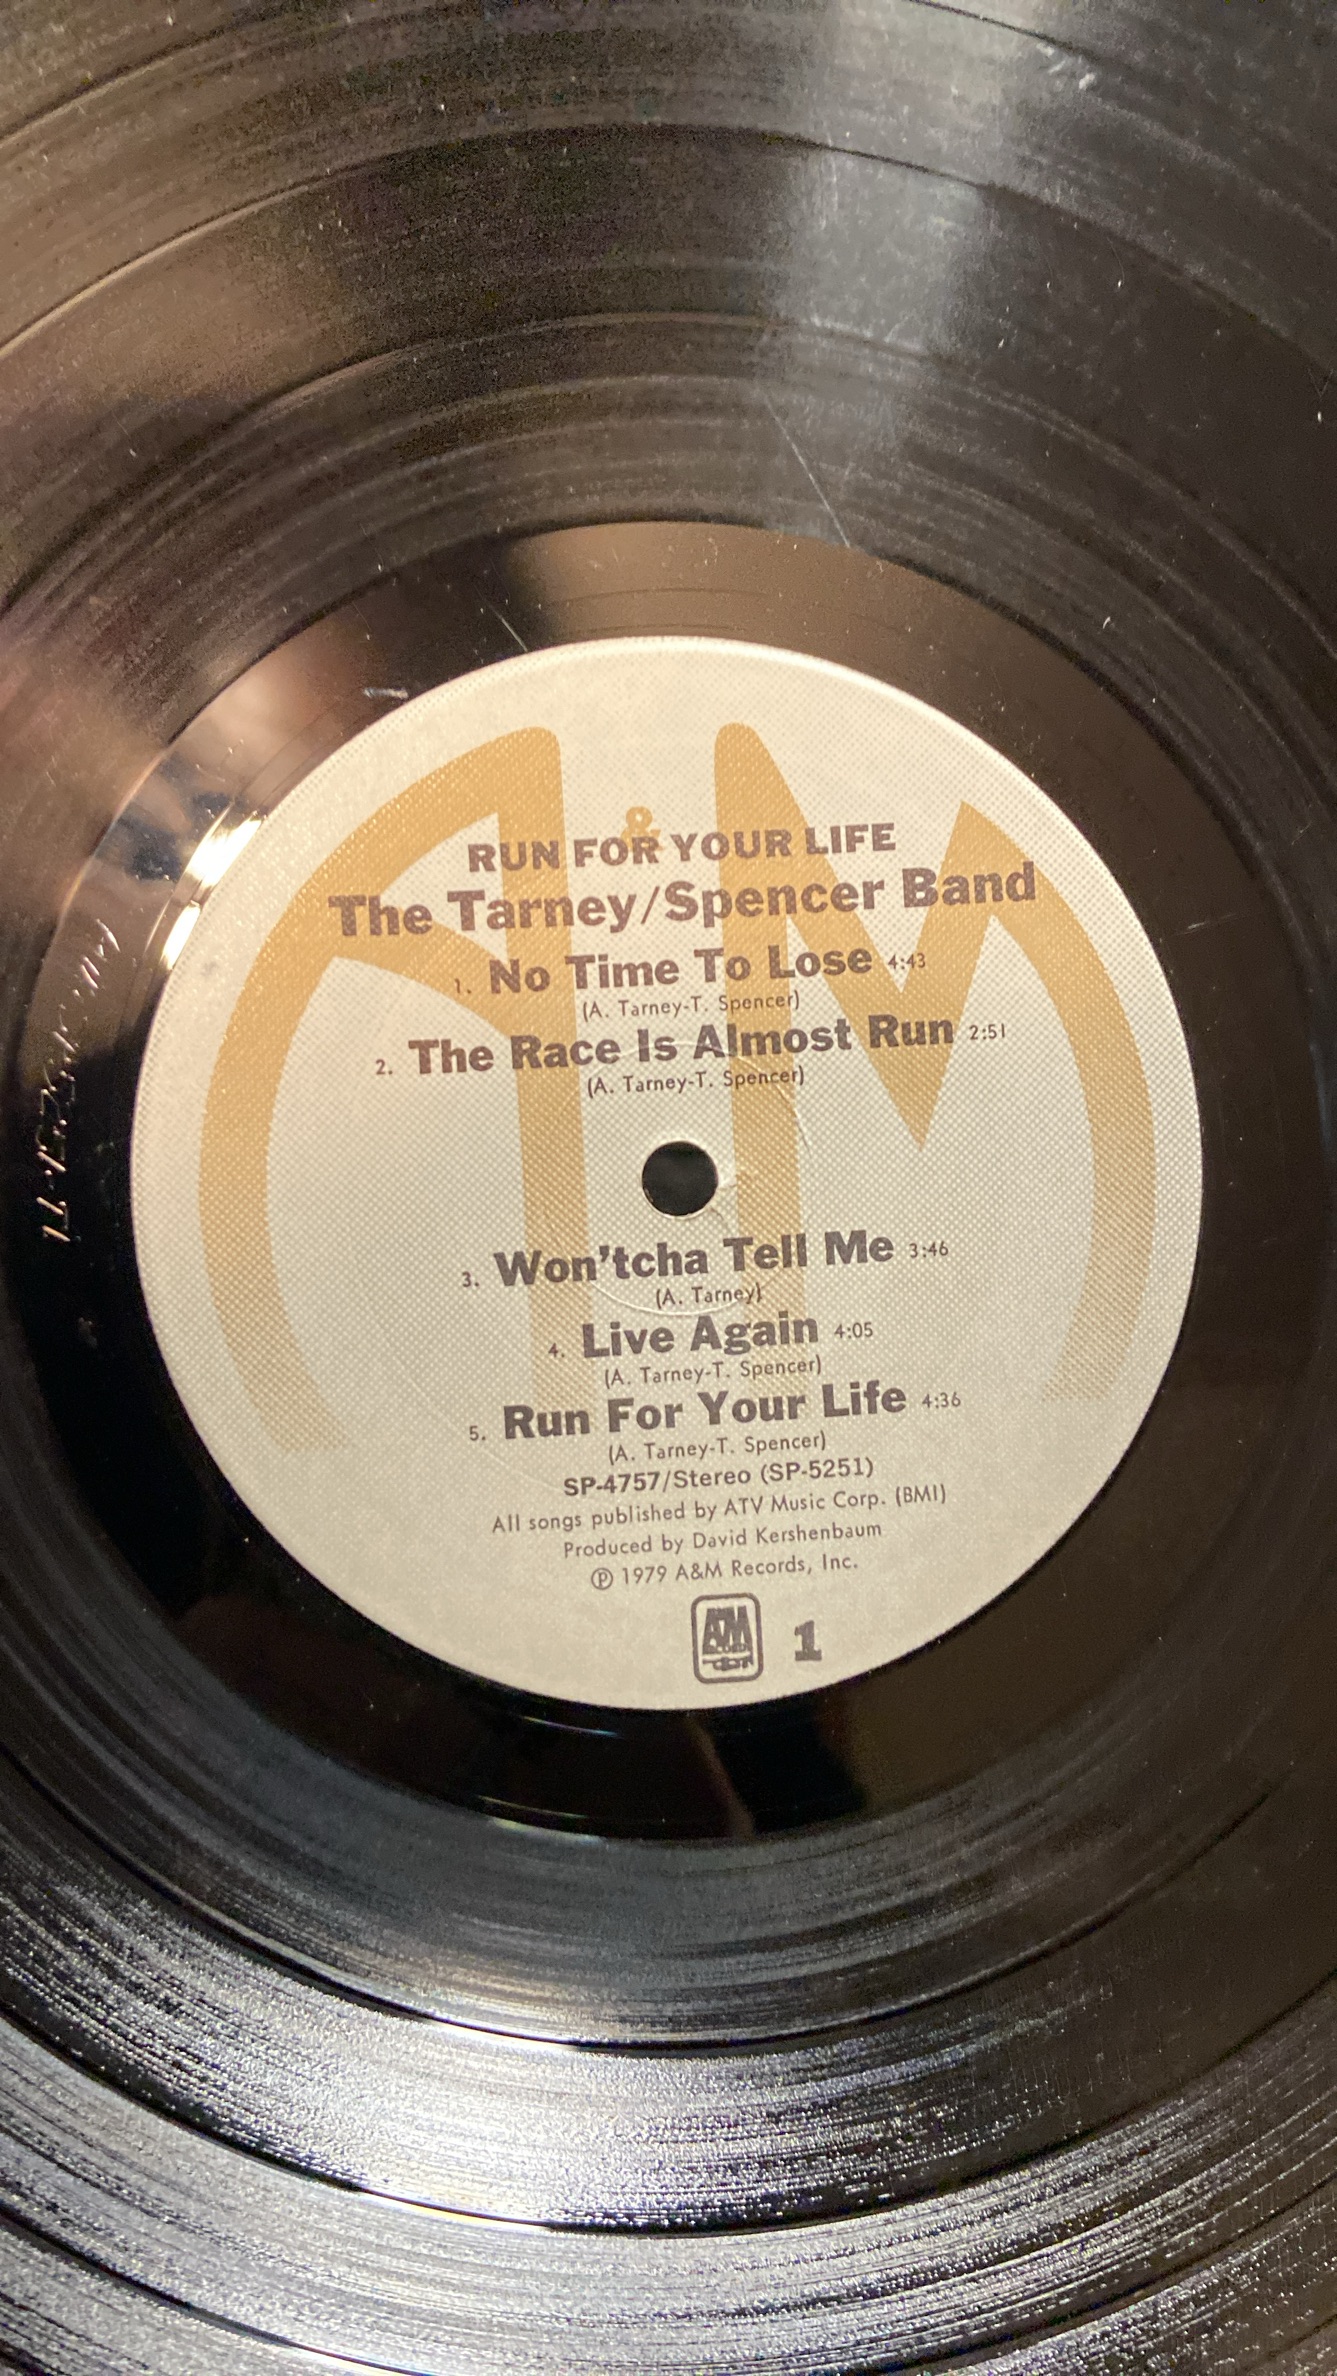 &
RUN FOR YOUR LIFE
The Tarney/Spencer Band
1. No Time To Lose 4:43
(A. Tarney-T. Spencer)
2. The Race Is Almost Run 2:51
(A. Tarney-T. Spencer)
3. Won'tcha Tell Me 3:46
(A. Tarney)
4. Live Again 4:05
(A. Tarney-T. Spencer)
5. Run For Your Life 4:36
(A. Tarney-T. Spencer)
SP-4757/Stereo (SP-5251)
All songs published by ATV Music Corp. (BMI)
Produced by David Kershenbaum
℗ 1979 A&M Records, Inc.
A&M 1